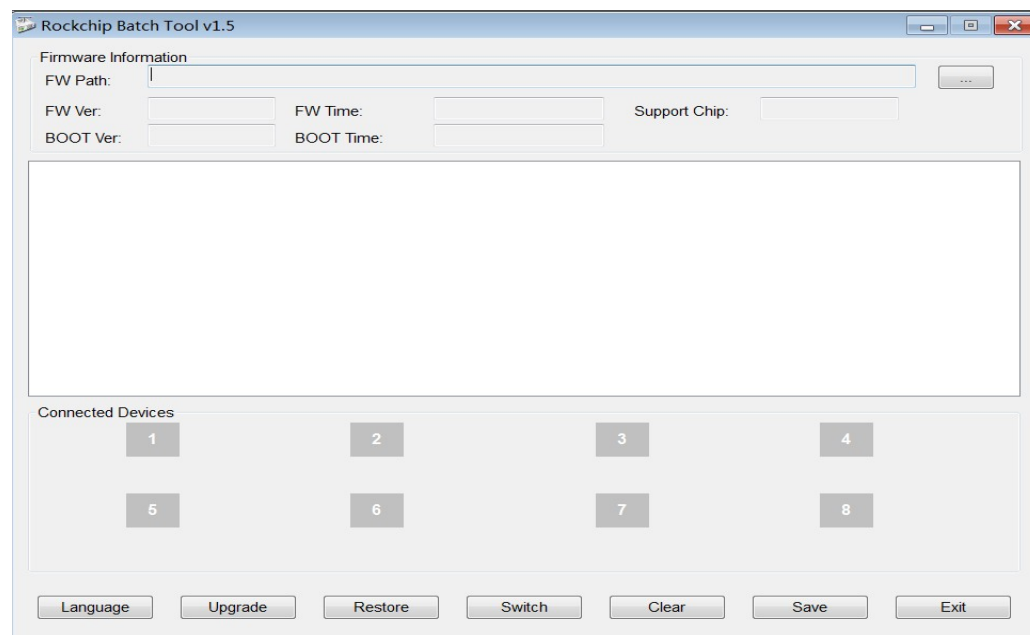 Rockchip Batch Tool v1.5
Firmware Information
FW Path: ...
FW Ver: FW Time: Support Chip:
BOOT Ver: BOOT Time:
Connected Devices
1 2 3 4
5 6 7 8
Language Upgrade Restore Switch Clear Save Exit